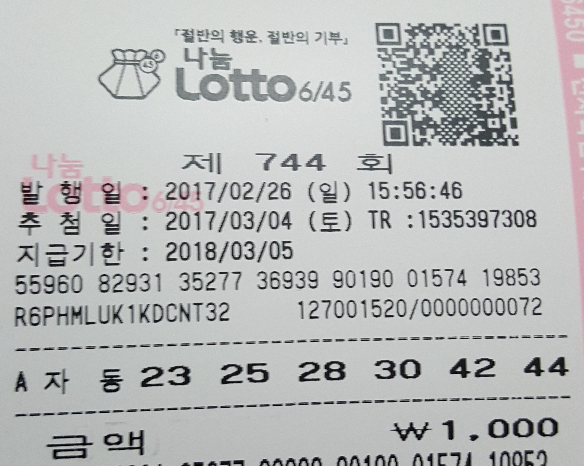 「절반의 행운, 절반의 기부」
나눔
Lotto 6/45
제 744 회
발 행 일 : 2017/02/26 (일) 15:56:46
추 첨 일 : 2017/03/04 (토) TR :1535397308
지급기한 : 2018/03/05
55960 82931 35277 36939 90190 01574 19853
R6PHMLUK1KDCNT32 127001520/0000000072
A 자 동 23 25 28 30 42 44
금액 ₩1,000